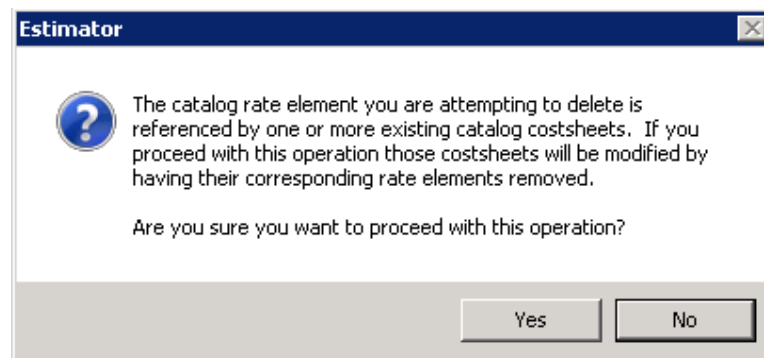 Estimator
The catalog rate element you are attempting to delete is
referenced by one or more existing catalog costsheets.  If you
proceed with this operation those costsheets will be modified by
having their corresponding rate elements removed.
Are you sure you want to proceed with this operation?
Yes
No